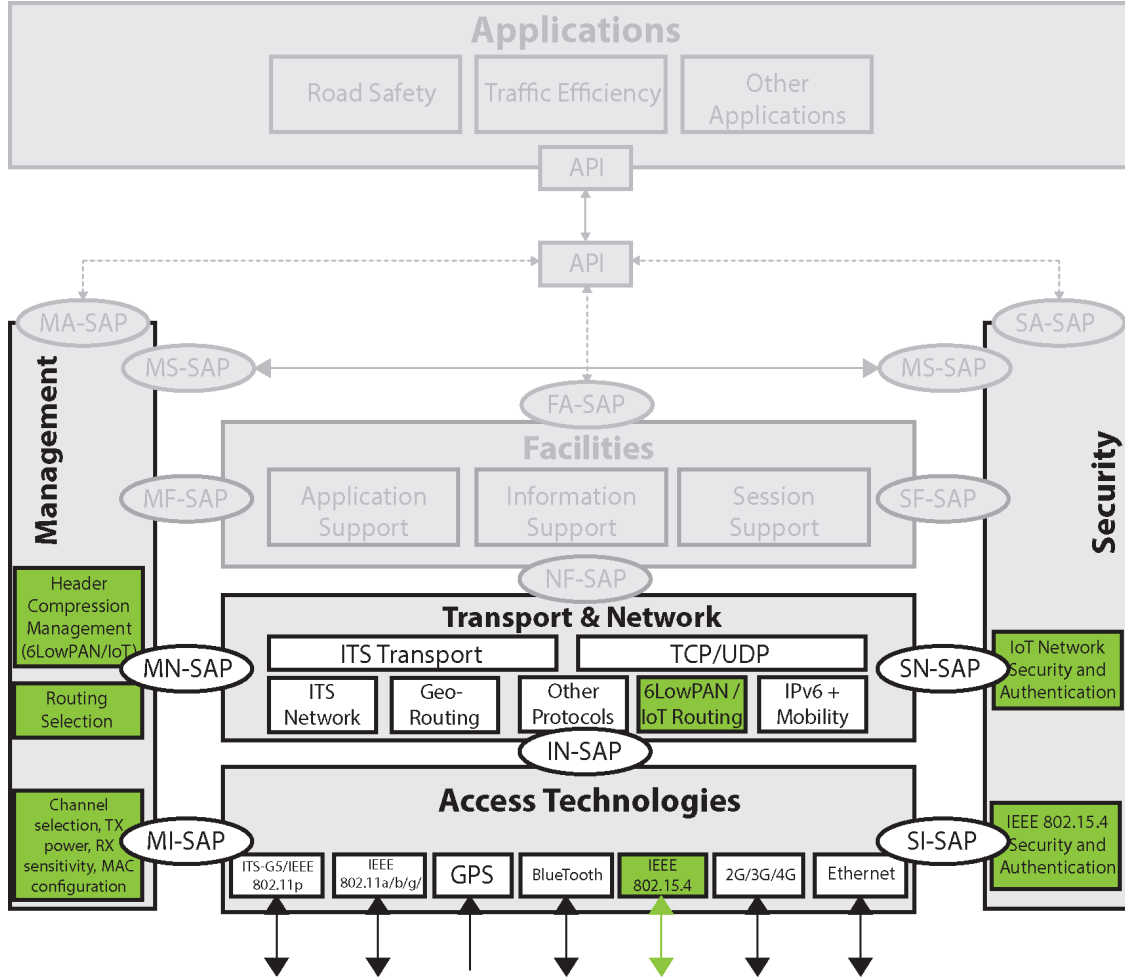 Applications
Road Safety
Traffic Efficiency
Other
Applications
API
API
MA-SAP
SA-SAP
MS-SAP
MS-SAP
FA-SAP
Management
Security
Facilities
MF-SAP
SF-SAP
Application
Support
Information
Support
Session
Support
NF-SAP
Header
Compression
Management
(6LowPAN/IoT)
Transport & Network
MN-SAP
SN-SAP
ITS Transport
TCP/UDP
IoT Network
Security and
Authentication
Routing
Selection
ITS
Network
Geo-
Routing
Other
Protocols
6LowPAN /
IoT Routing
IPv6 +
Mobility
IN-SAP
Access Technologies
Channel
selection, TX
power, RX
sensitivity, MAC
configuration
MI-SAP
SI-SAP
IEEE 802.15.4
Security and
Authentication
ITS-G5/IEEE
802.11p
IEEE
802.11a/b/g/
GPS
BlueTooth
IEEE
802.15.4
2G/3G/4G
Ethernet